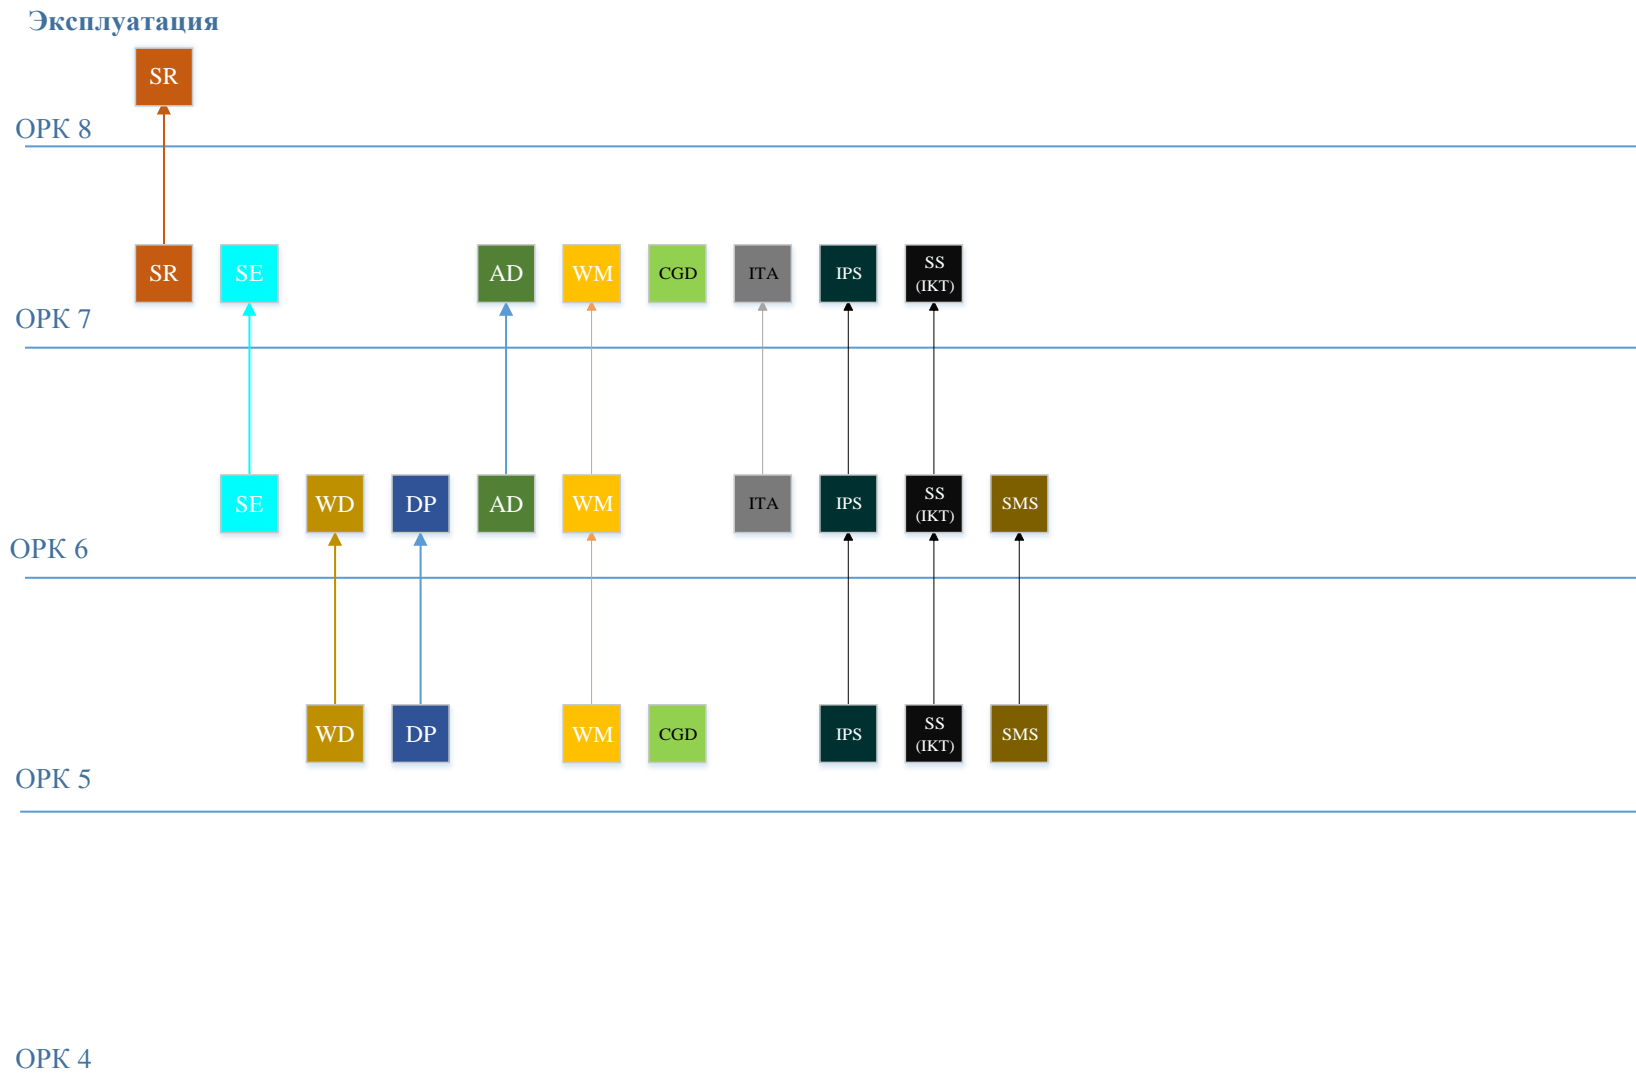 Эксплуатация
SR
ОРК 8
SR SE AD WM CGD ITA IPS SS
(IKT)
ОРК 7
SE WD DP AD WM ITA IPS SS
(IKT) SMS
ОРК 6
WD DP WM CGD IPS SS
(IKT) SMS
ОРК 5
ОРК 4